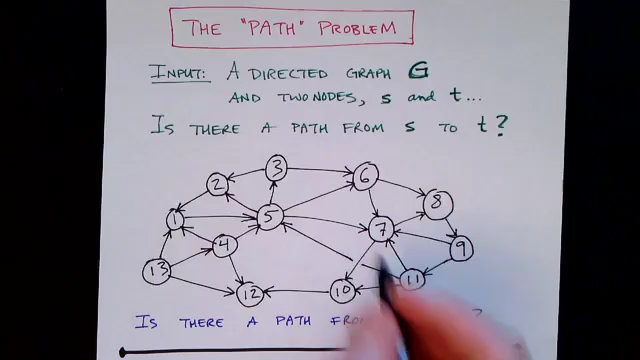 THE "PATH" PROBLEM
INPUT: A DIRECTED GRAPH G
AND TWO NODES, s and t...
IS THERE A PATH FROM s TO t?
3
6
2
8
1
5
7
4
9
13
11
12
10
IS THERE A PATH FROM ?